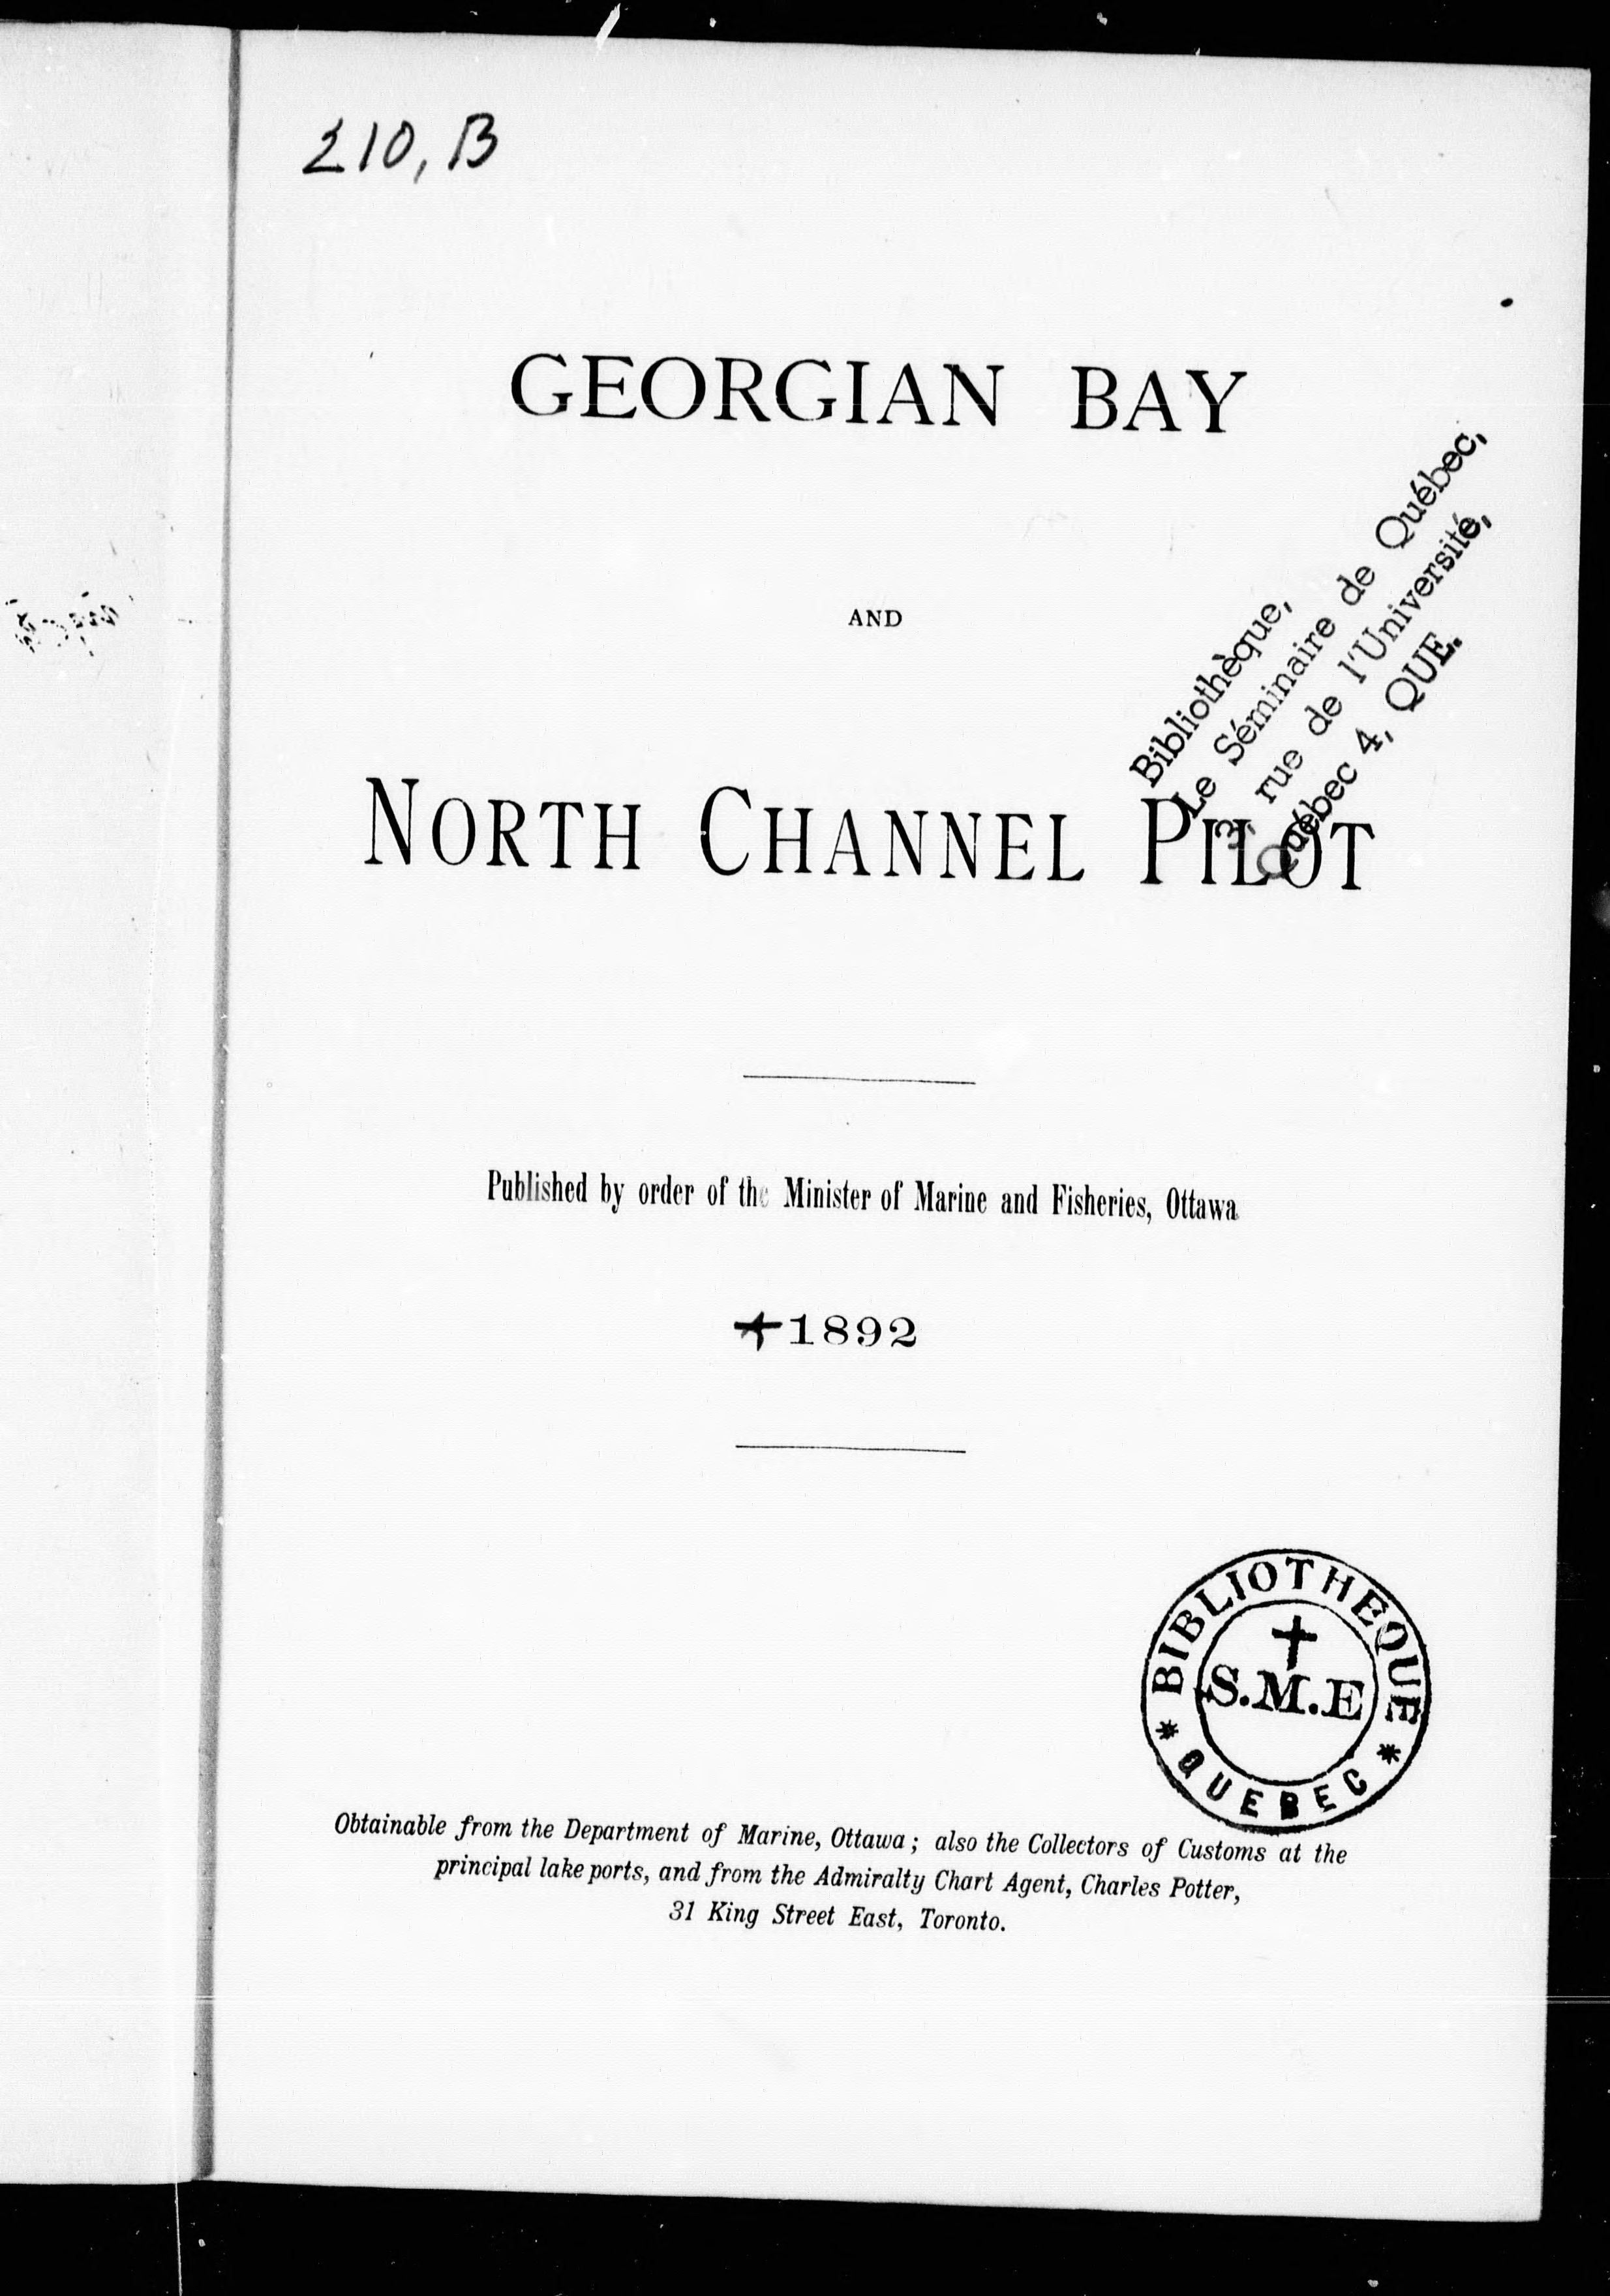 210, B
GEORGIAN BAY
AND
NORTH CHANNEL PILOT
Bibliothèque,
Le Séminaire de Québec,
3, rue de l'Université,
Québec 4, QUE.
Published by order of the Minister of Marine and Fisheries, Ottawa
1892
BIBLIOTHEQUE
S.M.E
* QUEBEC *
Obtainable from the Department of Marine, Ottawa; also the Collectors of Customs at the
principal lake ports, and from the Admiralty Chart Agent, Charles Potter,
31 King Street East, Toronto.